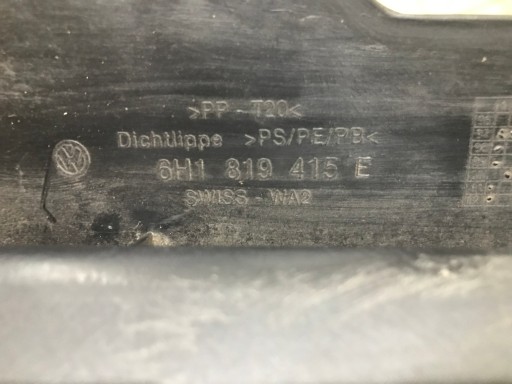 >PP-T20<
Dichtlippe >PS/PE/PB<
6H1 819 415 E
SWISS-WA2